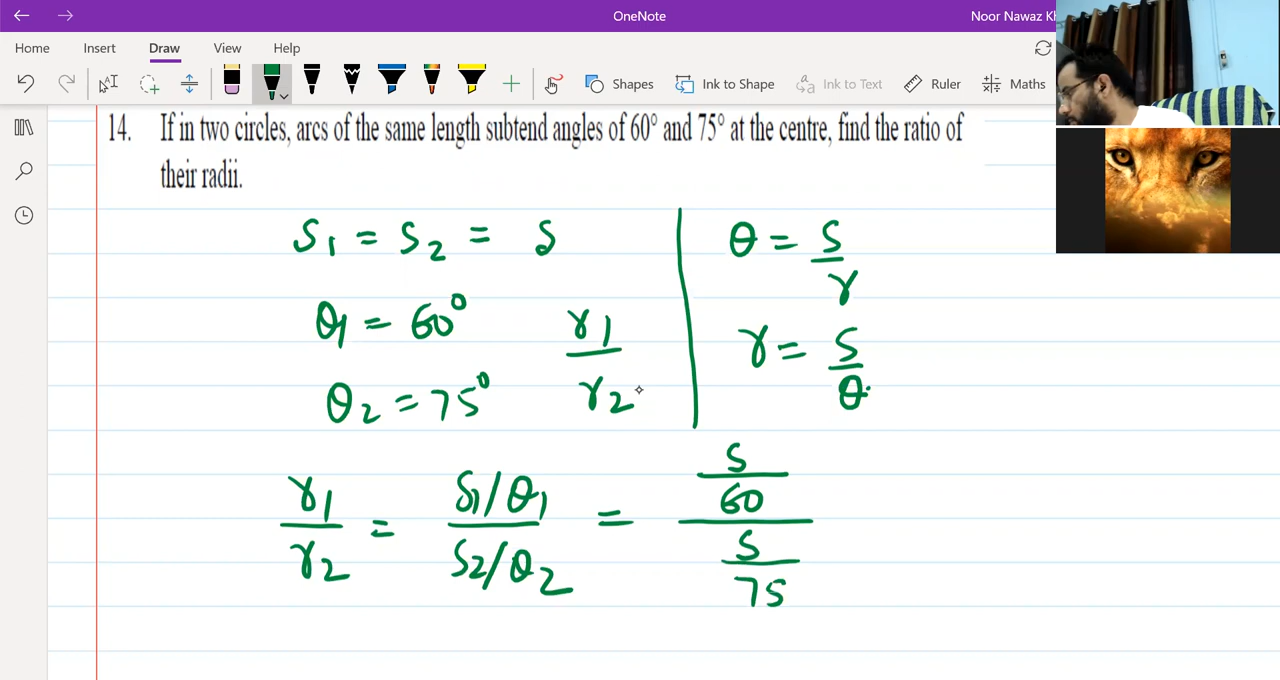 OneNote
Noor Nawaz Kh
Home Insert Draw View Help
Shapes Ink to Shape Ink to Text Ruler Maths
14. If in two circles, arcs of the same length subtend angles of 60° and 75° at the centre, find the ratio of
their radii.
S₁ = S₂ = S
θ₁ = 60°
θ₂ = 75°
r₁/r₂
θ = S/r
r = S/θ
r₁/r₂ = (S₁/θ₁)/(S₂/θ₂) = (S/60)/(S/75)